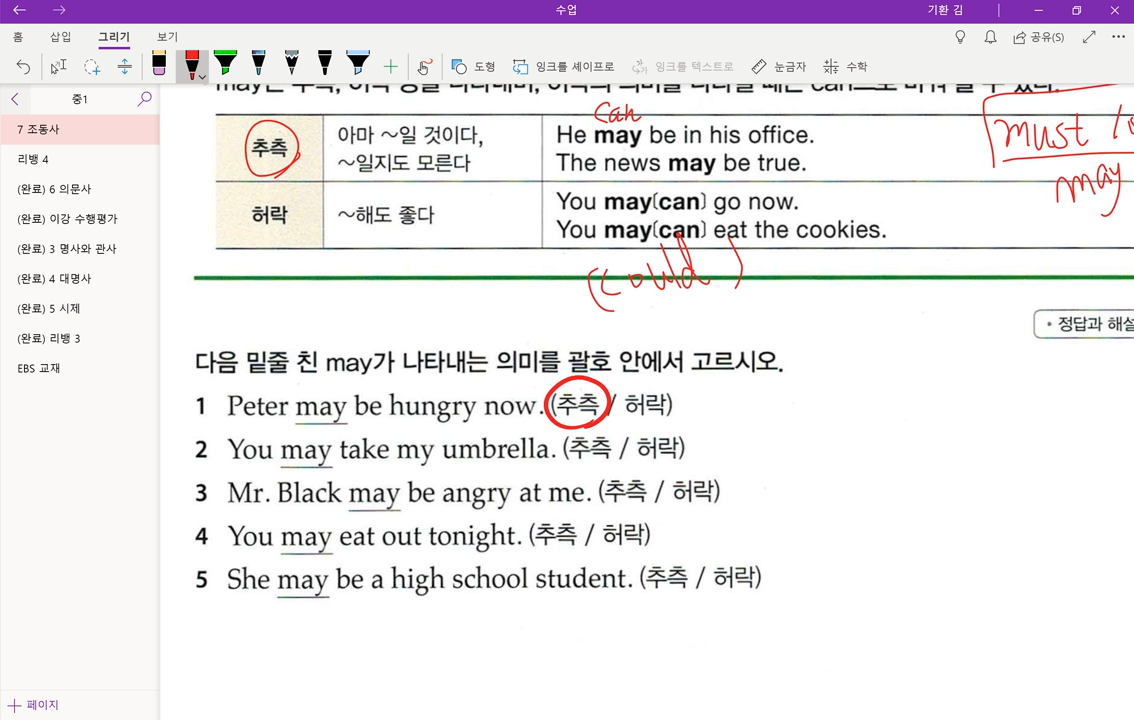 수업
기환 김
홈 삽입 그리기 보기
공유(S)
도형 잉크를 셰이프로 잉크를 텍스트로 눈금자 수학
중1
7 조동사
리뱅 4
(완료) 6 의문사
(완료) 이강 수행평가
(완료) 3 명사와 관사
(완료) 4 대명사
(완료) 5 시제
(완료) 리뱅 3
EBS 교재
페이지
can
must
may
추측 아마 ~일 것이다, He may be in his office.
~일지도 모른다 The news may be true.
허락 ~해도 좋다 You may(can) go now.
You may(can) eat the cookies.
(could)
• 정답과 해설
다음 밑줄 친 may가 나타내는 의미를 괄호 안에서 고르시오.
1 Peter may be hungry now. (추측 / 허락)
2 You may take my umbrella. (추측 / 허락)
3 Mr. Black may be angry at me. (추측 / 허락)
4 You may eat out tonight. (추측 / 허락)
5 She may be a high school student. (추측 / 허락)